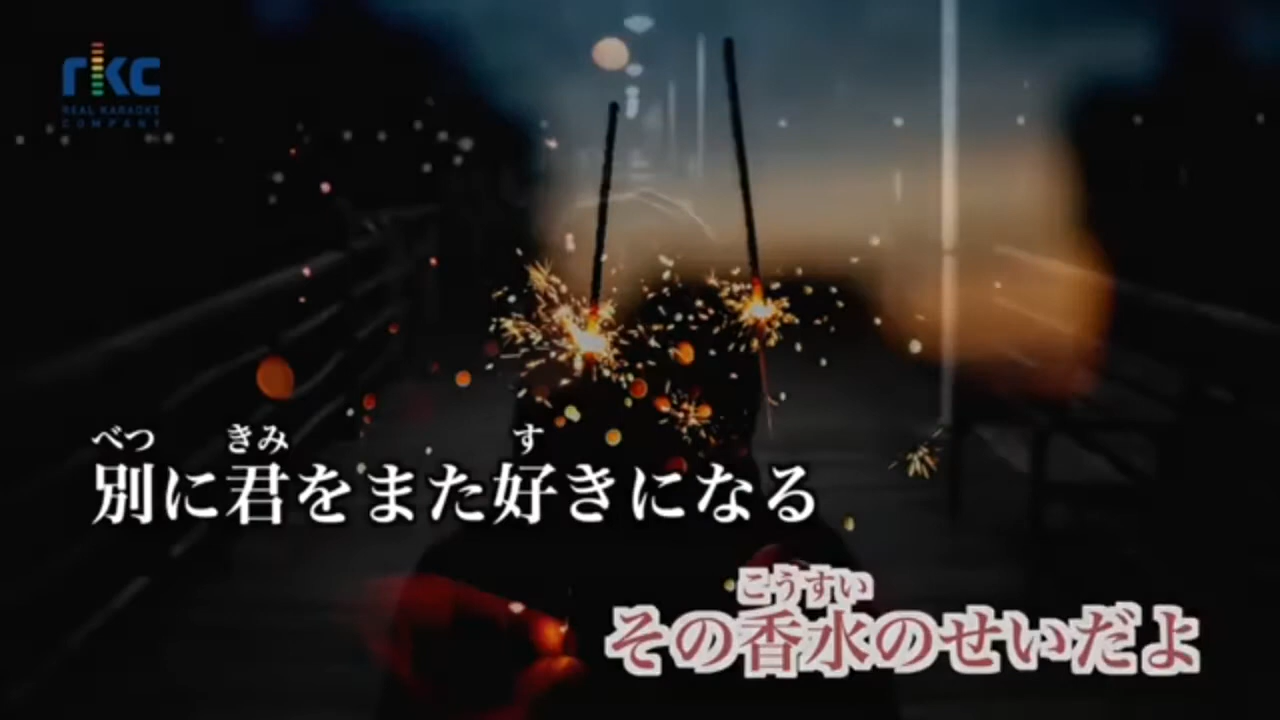 rkc
REAL KARAOKE
COMPANY
べつ きみ す
別に君をまた好きになる
こうすい
その香水のせいだよ